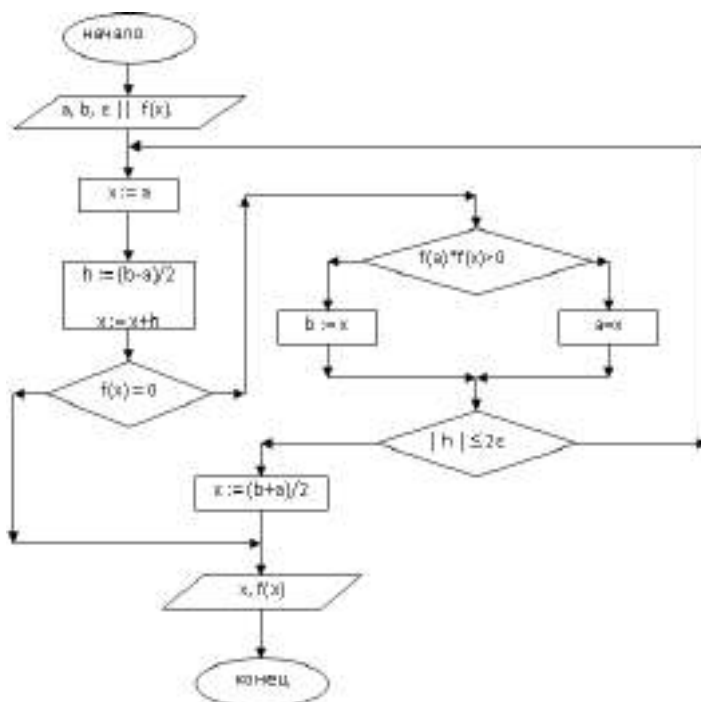 начало
a, b, ε || f(x).
x := a
h := (b-a)/2
x := x+h
f(x) = 0
f(a)*f(x)>0
b := x
a=x
| h | ≤ 2ε
x := (b+a)/2
x, f(x)
конец